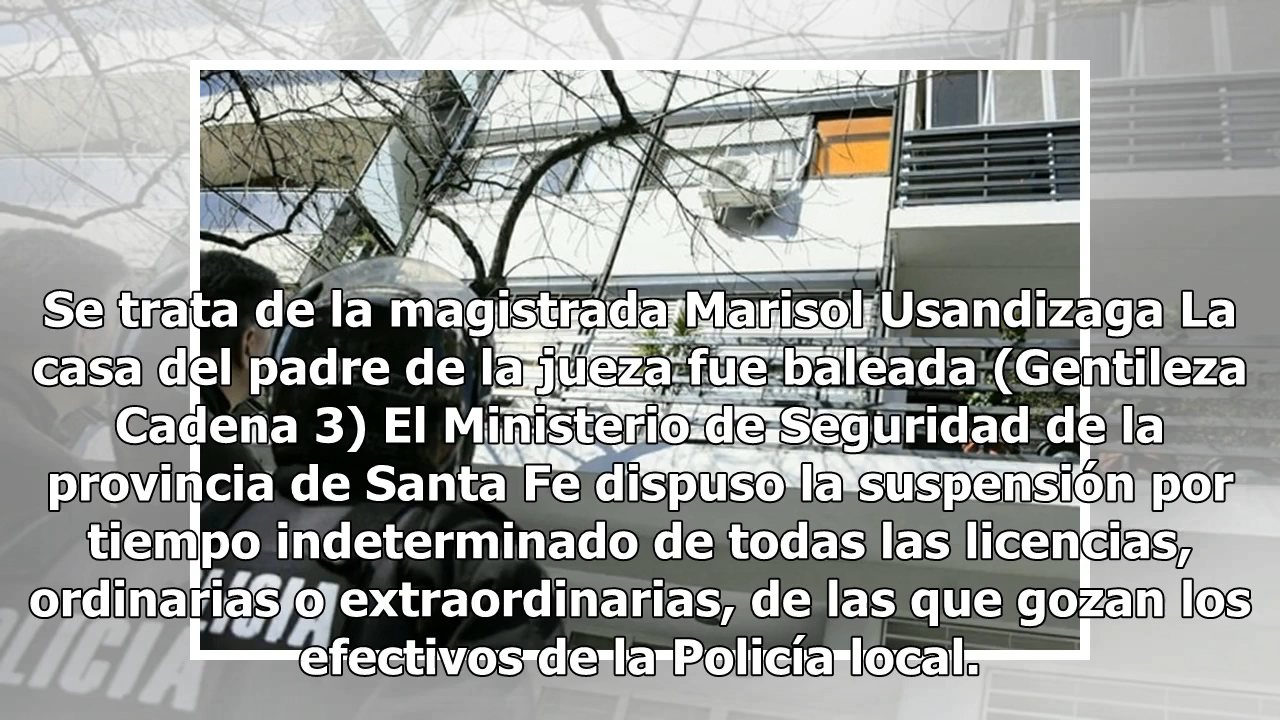 Se trata de la magistrada Marisol Usandizaga La
casa del padre de la jueza fue baleada (Gentileza
Cadena 3) El Ministerio de Seguridad de la
provincia de Santa Fe dispuso la suspensión por
tiempo indeterminado de todas las licencias,
ordinarias o extraordinarias, de las que gozan los
efectivos de la Policía local.
OLICIA
LICIA